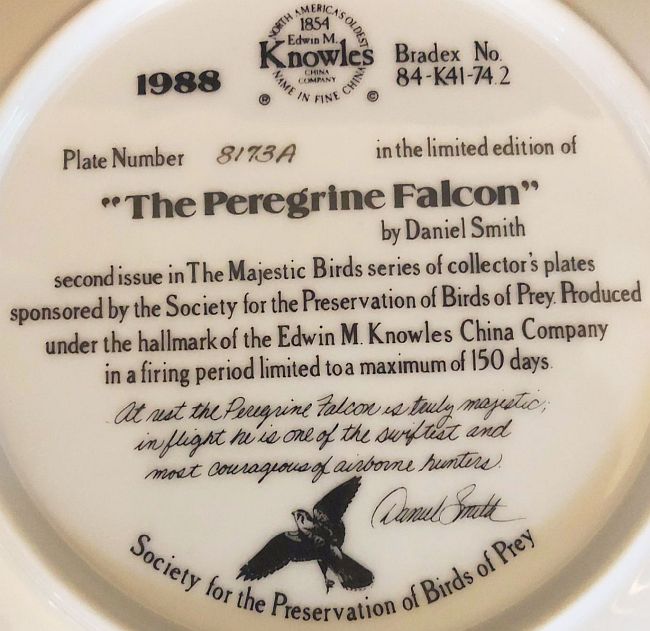 NORTH AMERICA'S OLDEST
1854
Edwin M.
Knowles
CHINA
COMPANY
NAME IN FINE CHINA
® ©
1988
Bradex No.
84-K41-74.2
Plate Number 8173A in the limited edition of
"The Peregrine Falcon"
by Daniel Smith
second issue in The Majestic Birds series of collector's plates
sponsored by the Society for the Preservation of Birds of Prey. Produced
under the hallmark of the Edwin M. Knowles China Company
in a firing period limited to a maximum of 150 days.
At rest the Peregrine Falcon is truly majestic;
in flight he is one of the swiftest and
most courageous of airborne hunters.
Daniel Smith
Society for the Preservation of Birds of Prey